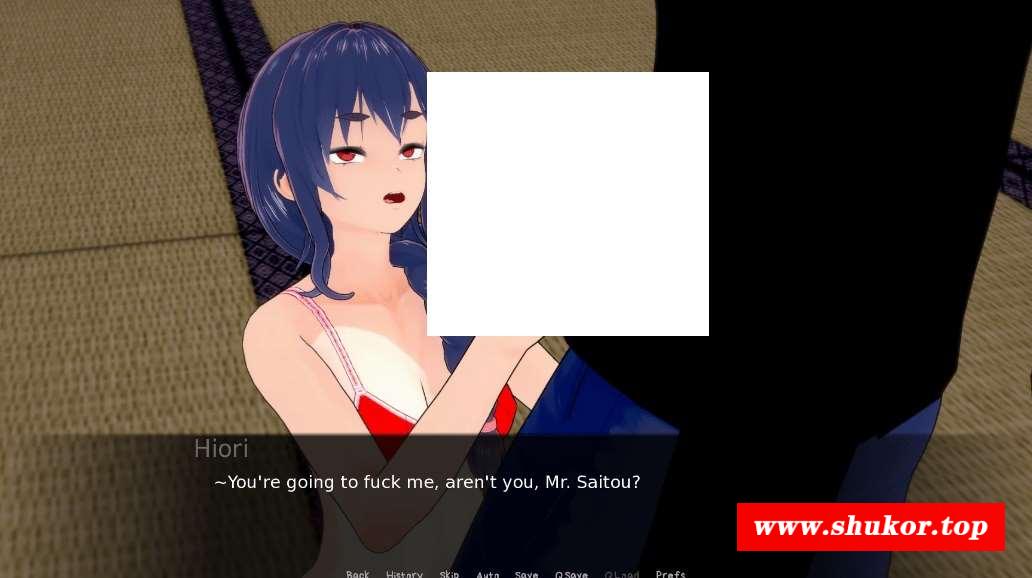 Hiori
~You're going to fuck me, aren't you, Mr. Saitou?
www.shukor.top
Back History Skip Auto Save Q.Save Q.Load Prefs